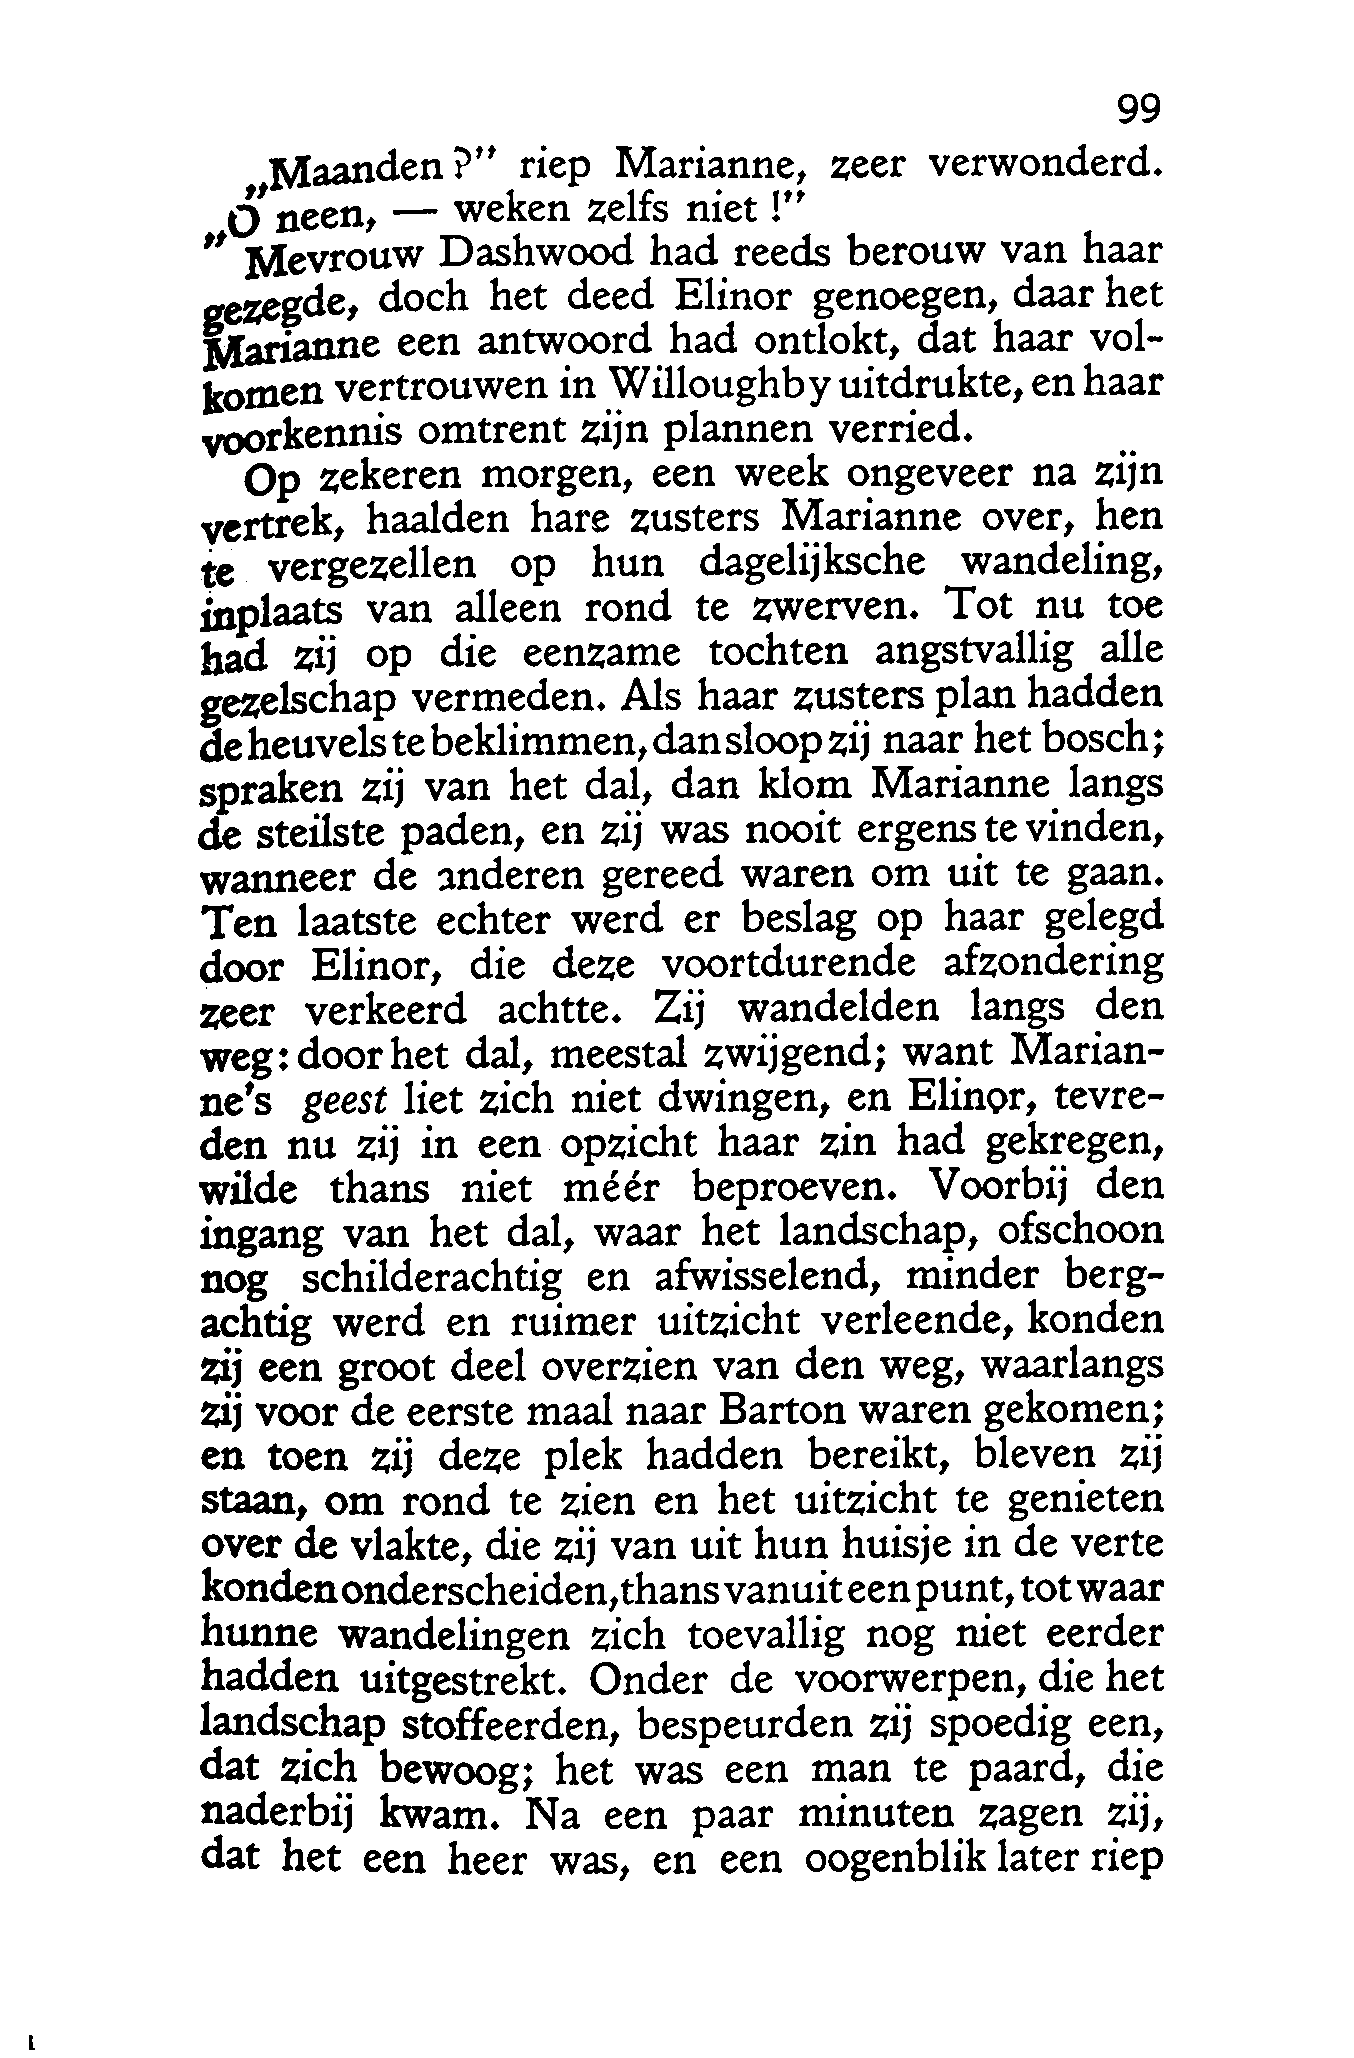 99
„Maanden?” riep Marianne, zeer verwonderd.
„O neen, — weken zelfs niet!”
Mevrouw Dashwood had reeds berouw van haar
gezegde, doch het deed Elinor genoegen, daar het
Marianne een antwoord had ontlokt, dat haar vol-
komen vertrouwen in Willoughby uitdrukte, en haar
voorkennis omtrent zijn plannen verried.
Op zekeren morgen, een week ongeveer na zijn
vertrek, haalden hare zusters Marianne over, hen
te vergezellen op hun dagelijksche wandeling,
inplaats van alleen rond te zwerven. Tot nu toe
had zij op die eenzame tochten angstvallig alle
gezelschap vermeden. Als haar zusters plan hadden
de heuvels te beklimmen, dan sloop zij naar het bosch;
spraken zij van het dal, dan klom Marianne langs
de steilste paden, en zij was nooit ergens te vinden,
wanneer de anderen gereed waren om uit te gaan.
Ten laatste echter werd er beslag op haar gelegd
door Elinor, die deze voortdurende afzondering
zeer verkeerd achtte. Zij wandelden langs den
weg: door het dal, meestal zwijgend; want Marian-
ne's geest liet zich niet dwingen, en Elinor, tevre-
den nu zij in een opzicht haar zin had gekregen,
wilde thans niet méér beproeven. Voorbij den
ingang van het dal, waar het landschap, ofschoon
nog schilderachtig en afwisselend, minder berg-
achtig werd en ruimer uitzicht verleende, konden
zij een groot deel overzien van den weg, waarlangs
zij voor de eerste maal naar Barton waren gekomen;
en toen zij deze plek hadden bereikt, bleven zij
staan, om rond te zien en het uitzicht te genieten
over de vlakte, die zij van uit hun huisje in de verte
konden onderscheiden, thans vanuit een punt, tot waar
hunne wandelingen zich toevallig nog niet eerder
hadden uitgestrekt. Onder de voorwerpen, die het
landschap stoffeerden, bespeurden zij spoedig een,
dat zich bewoog; het was een man te paard, die
naderbij kwam. Na een paar minuten zagen zij,
dat het een heer was, en een oogenblik later riep